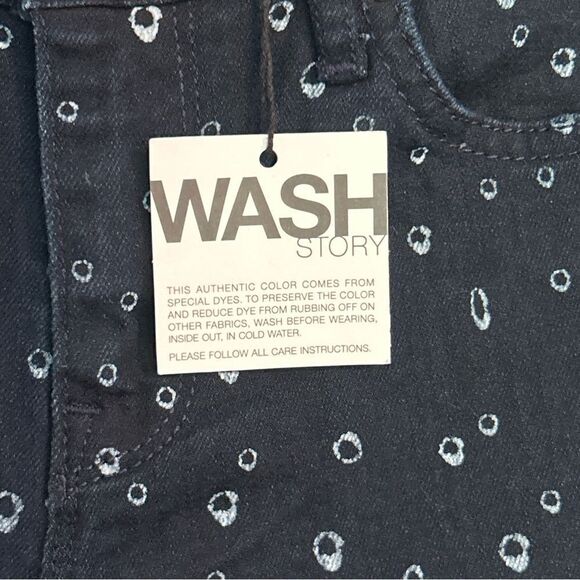 WASH
STORY
THIS AUTHENTIC COLOR COMES FROM
SPECIAL DYES. TO PRESERVE THE COLOR
AND REDUCE DYE FROM RUBBING OFF ON
OTHER FABRICS, WASH BEFORE WEARING,
INSIDE OUT, IN COLD WATER.
PLEASE FOLLOW ALL CARE INSTRUCTIONS.